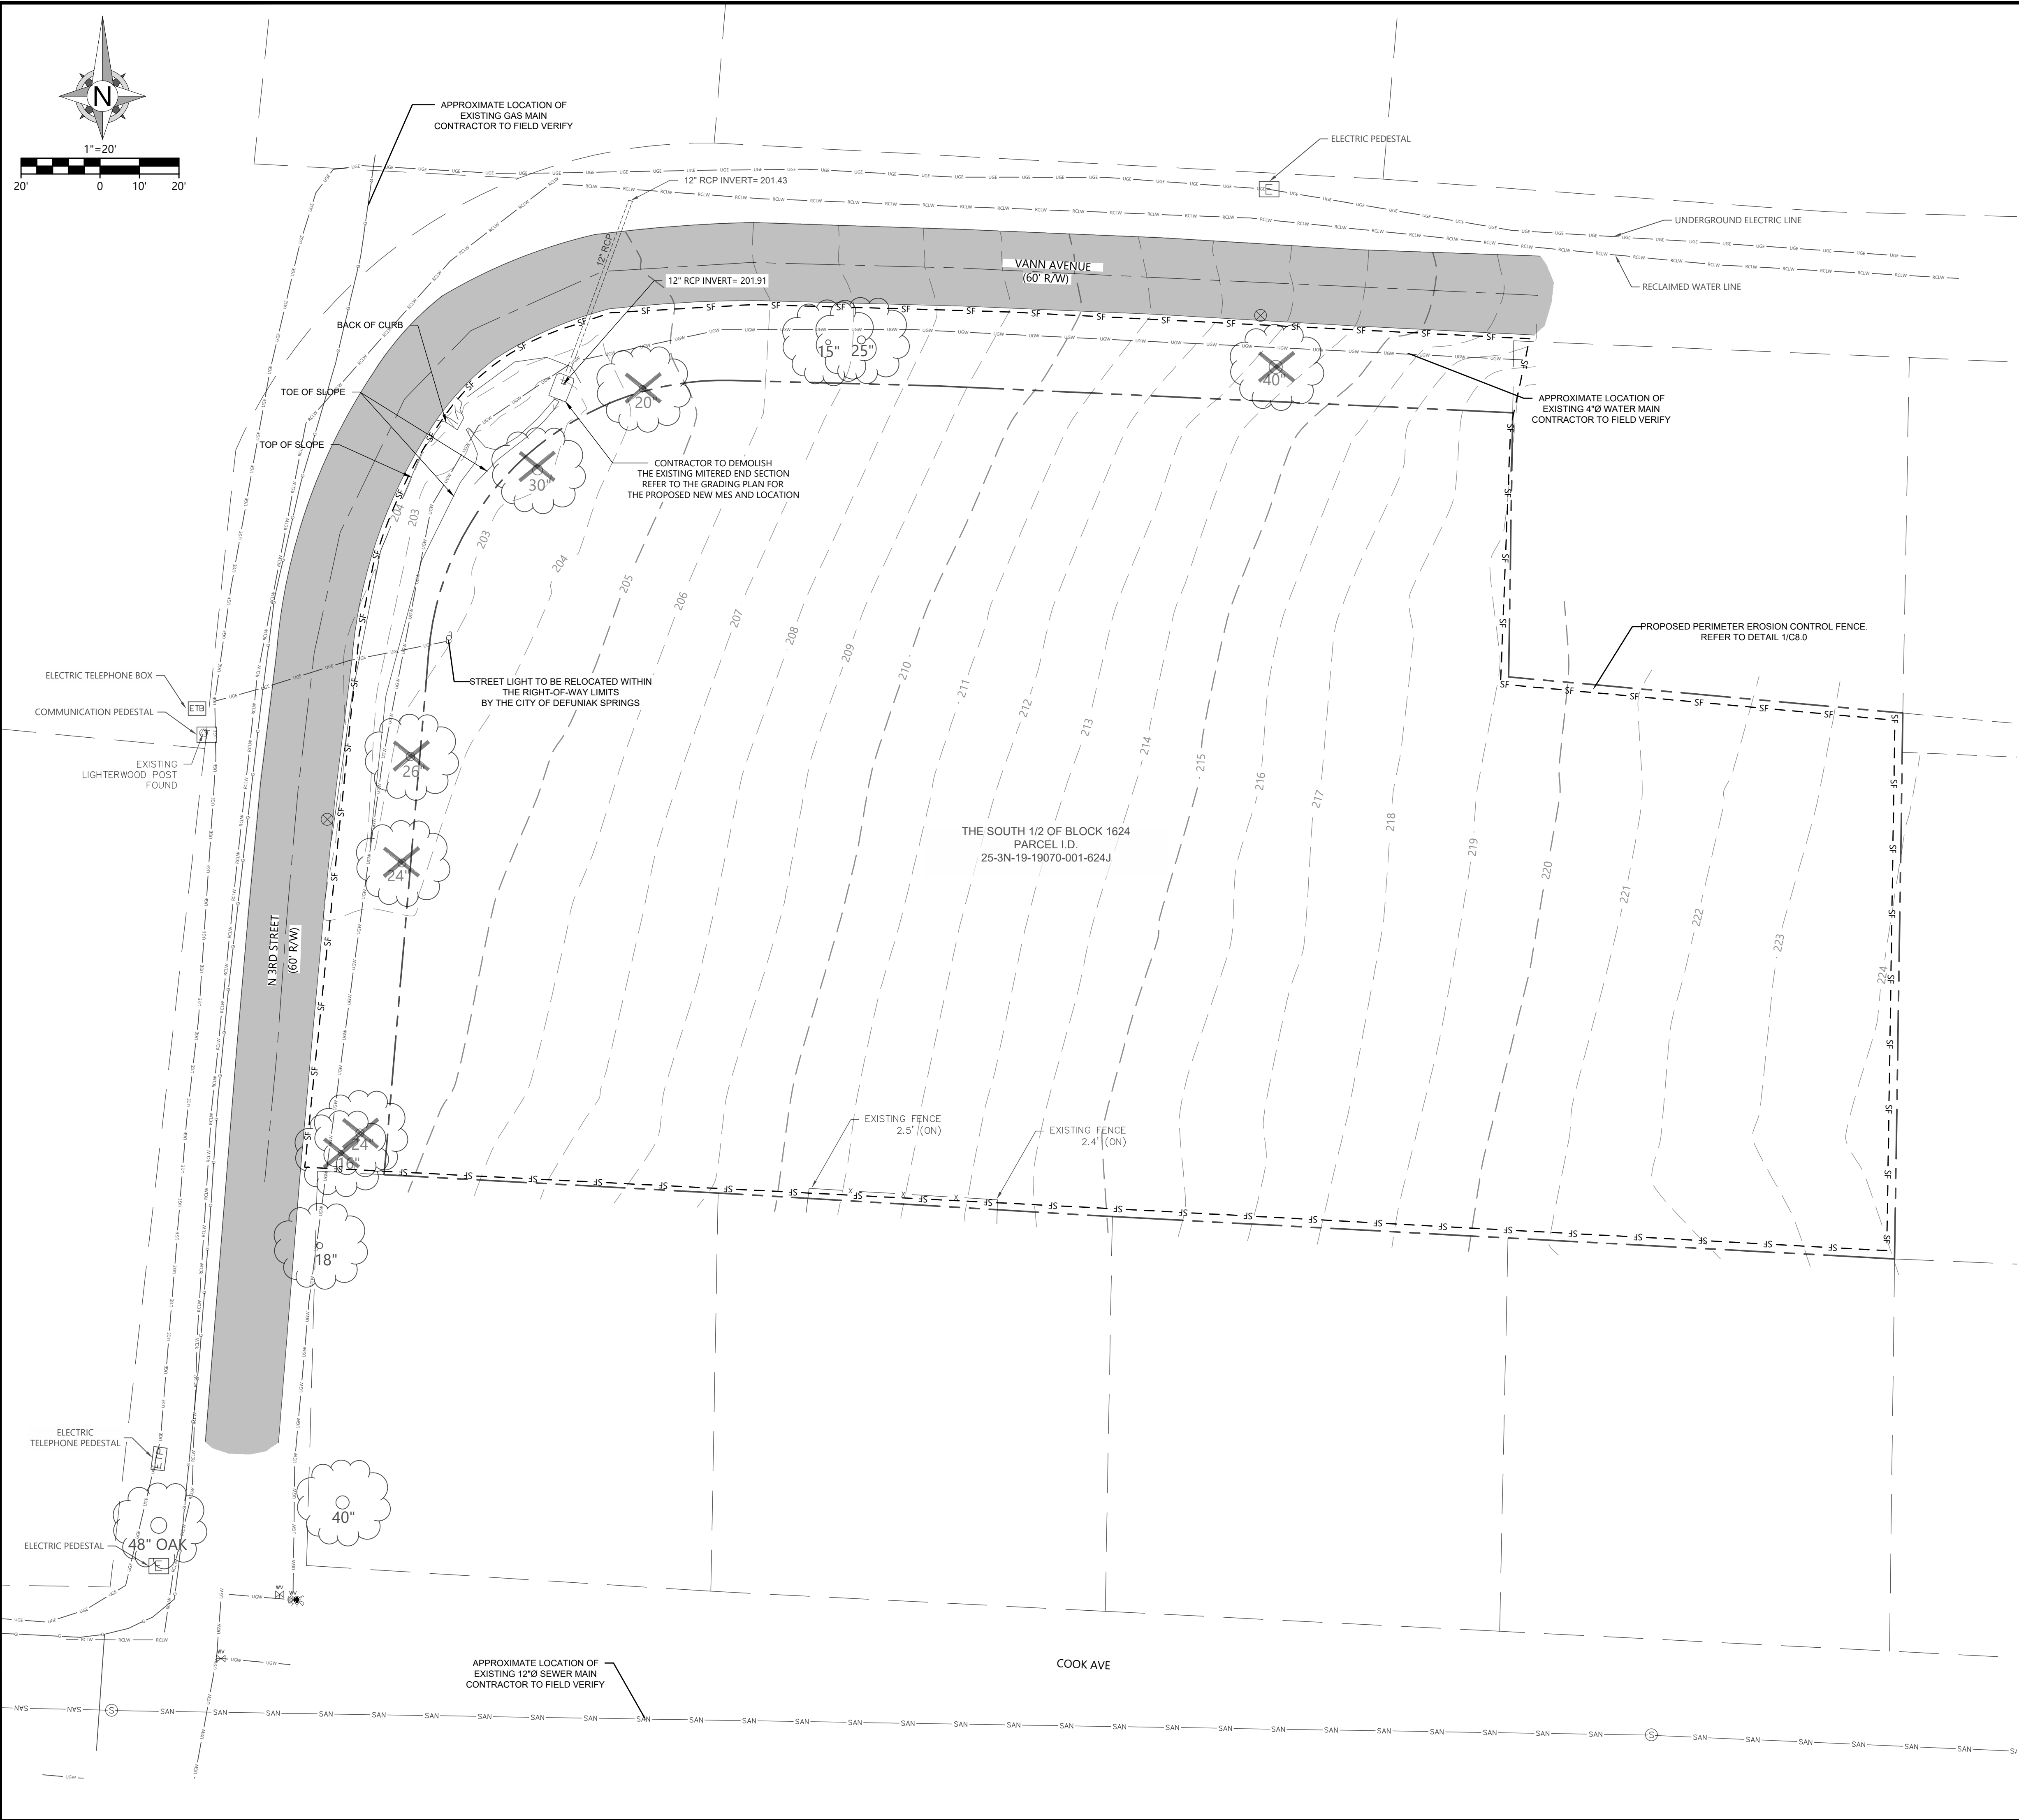 N
1"=20'
20' 0 10' 20'
APPROXIMATE LOCATION OF
EXISTING GAS MAIN
CONTRACTOR TO FIELD VERIFY
ELECTRIC PEDESTAL
E
12" RCP INVERT= 201.43
12" RCP
12" RCP INVERT= 201.91
VANN AVENUE
(60' R/W)
UNDERGROUND ELECTRIC LINE
RECLAIMED WATER LINE
BACK OF CURB
TOE OF SLOPE
TOP OF SLOPE
15" 25"
20"
40"
30"
APPROXIMATE LOCATION OF
EXISTING 4"Ø WATER MAIN
CONTRACTOR TO FIELD VERIFY
CONTRACTOR TO DEMOLISH
THE EXISTING MITERED END SECTION
REFER TO THE GRADING PLAN FOR
THE PROPOSED NEW MES AND LOCATION
204
203
203
204
205
206
207
208
209
210
211
212
213
214
215
216
217
218
219
220
221
222
223
224
PROPOSED PERIMETER EROSION CONTROL FENCE.
REFER TO DETAIL 1/C8.0
STREET LIGHT TO BE RELOCATED WITHIN
THE RIGHT-OF-WAY LIMITS
BY THE CITY OF DEFUNIAK SPRINGS
ELECTRIC TELEPHONE BOX
ETB
COMMUNICATION PEDESTAL
EXISTING
LIGHTERWOOD POST
FOUND
26"
24"
THE SOUTH 1/2 OF BLOCK 1624
PARCEL I.D.
25-3N-19-19070-001-624J
N 3RD STREET
(60' R/W)
EXISTING FENCE
2.5' (ON)
EXISTING FENCE
2.4' (ON)
24"
18"
ELECTRIC
TELEPHONE PEDESTAL
ETP
40"
48" OAK
ELECTRIC PEDESTAL
E
WV
WV
WV
APPROXIMATE LOCATION OF
EXISTING 12"Ø SEWER MAIN
CONTRACTOR TO FIELD VERIFY
COOK AVE
SF
UGE
RCLW
UGW
G
X X X
S
SAN
S